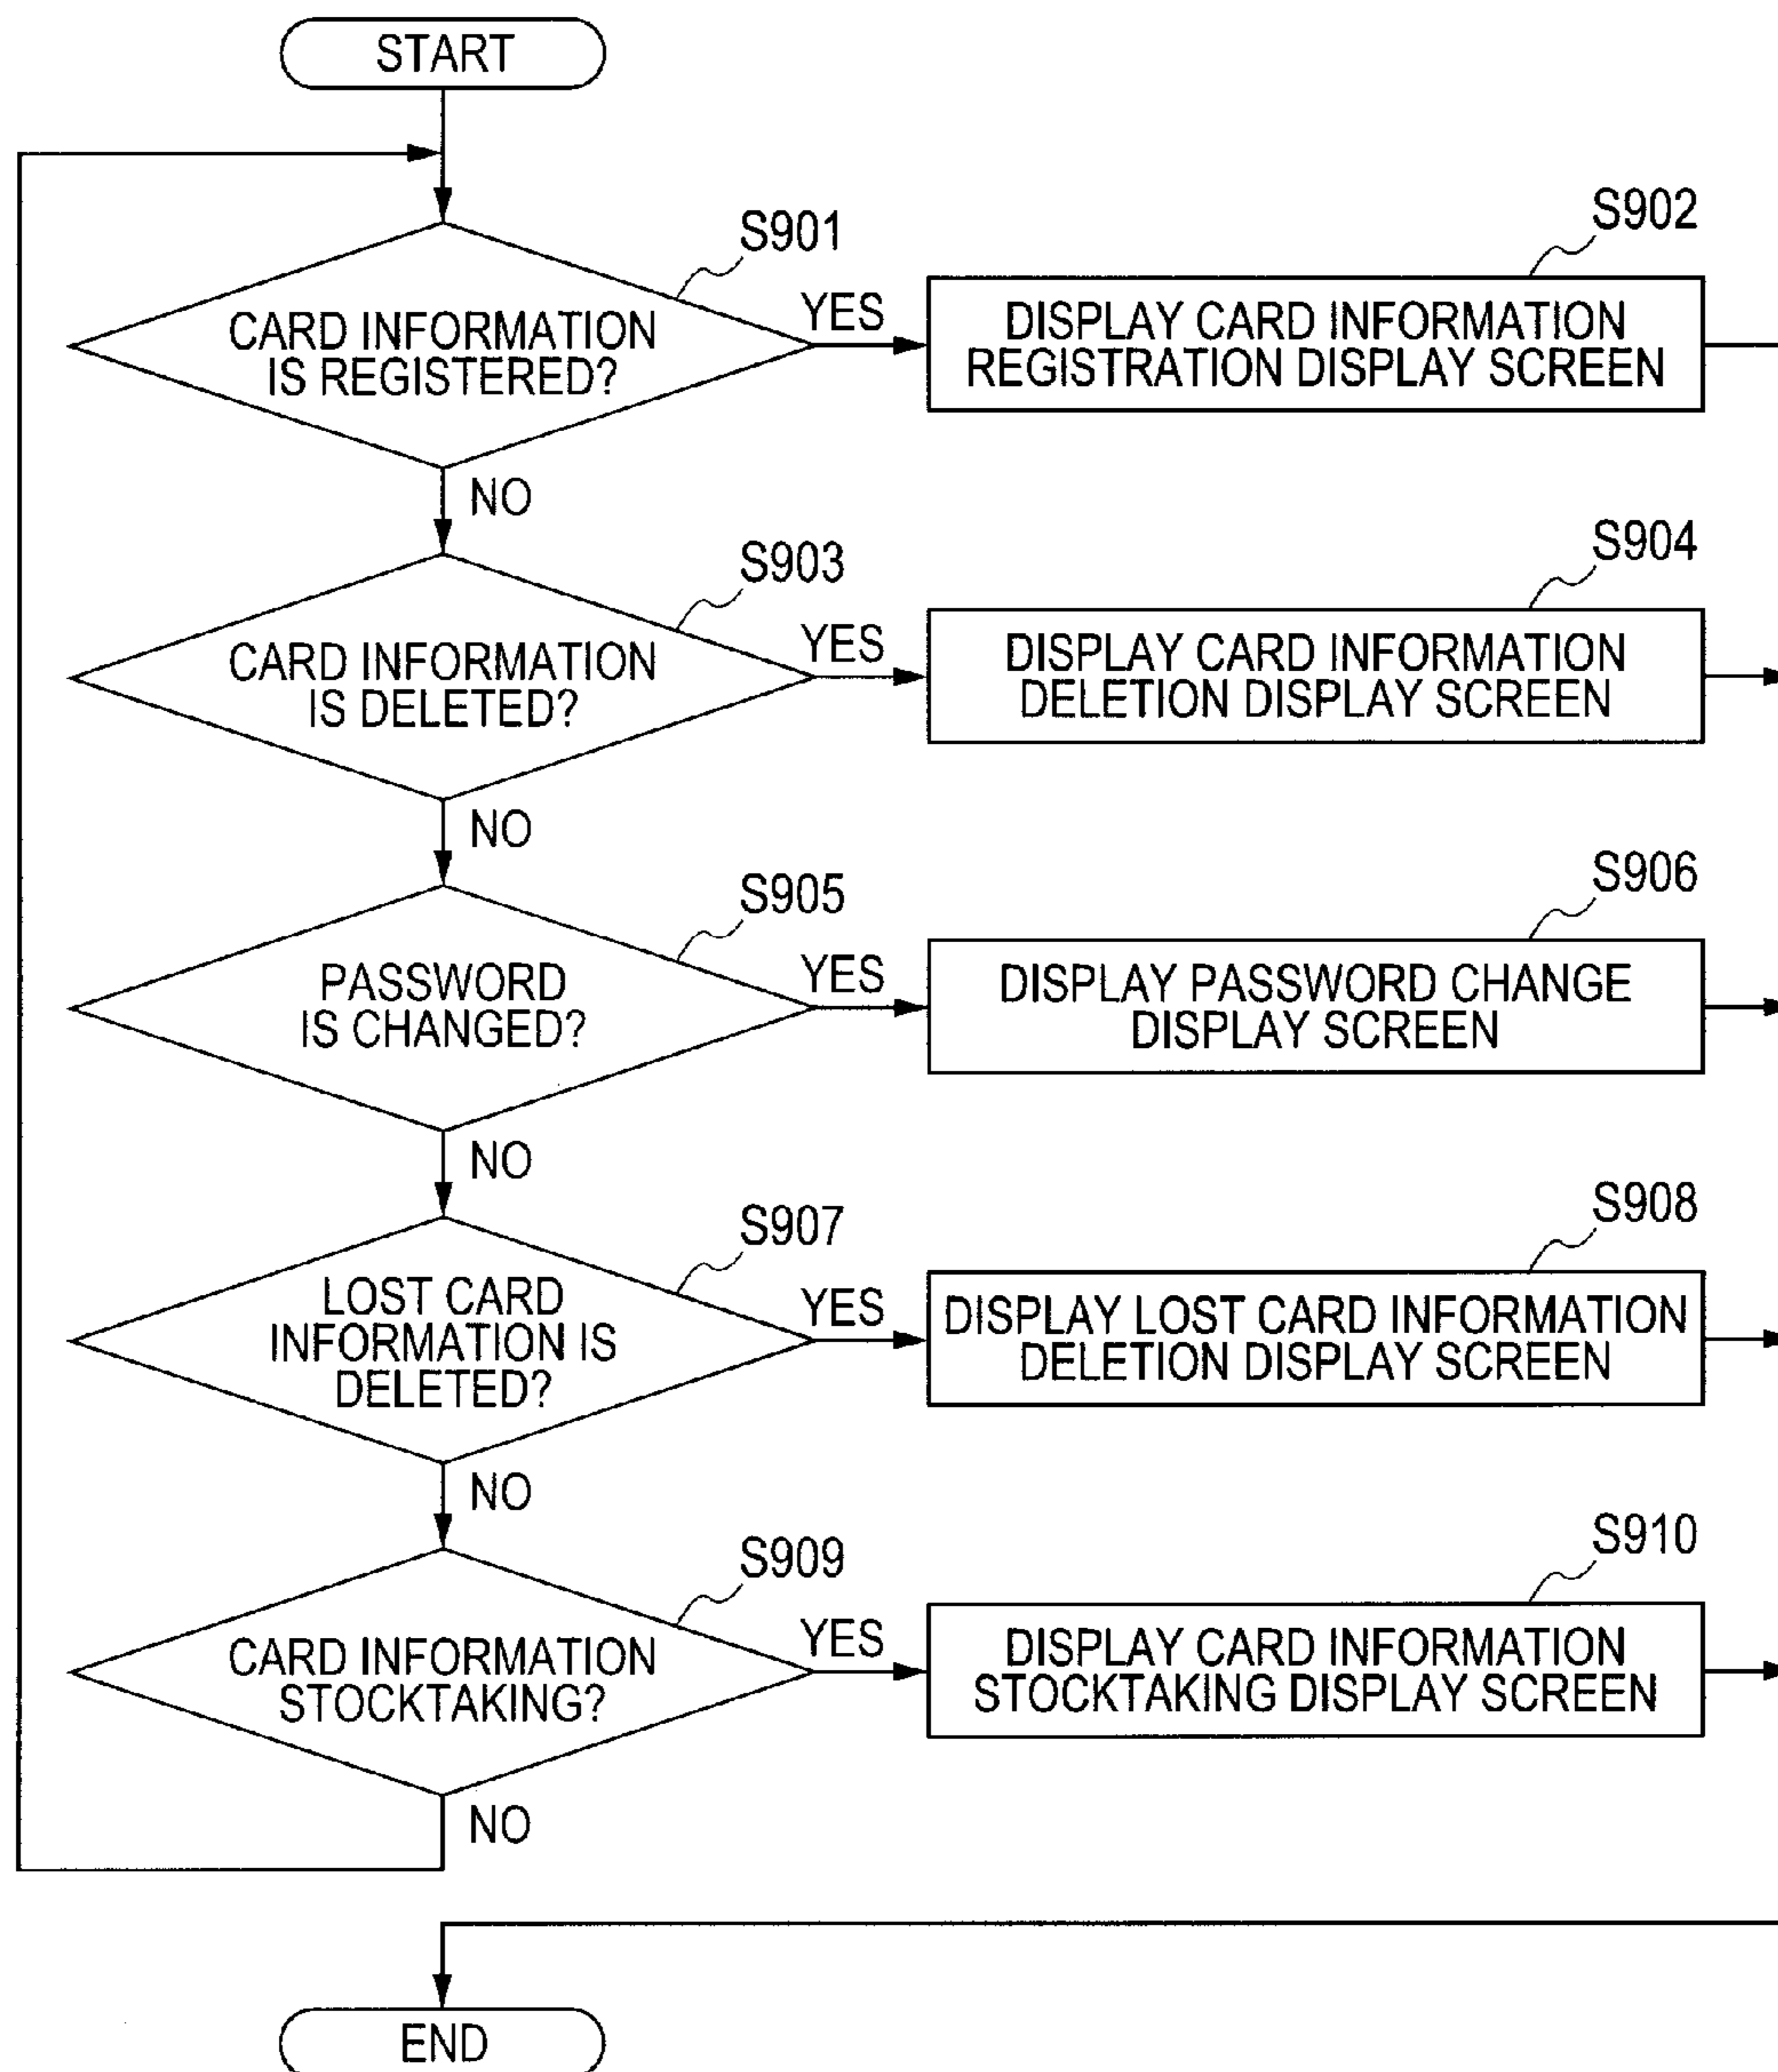 START
S901
S902
CARD INFORMATION
IS REGISTERED?
YES
DISPLAY CARD INFORMATION
REGISTRATION DISPLAY SCREEN
NO
S903
S904
CARD INFORMATION
IS DELETED?
YES
DISPLAY CARD INFORMATION
DELETION DISPLAY SCREEN
NO
S905
S906
PASSWORD
IS CHANGED?
YES
DISPLAY PASSWORD CHANGE
DISPLAY SCREEN
NO
S907
S908
LOST CARD
INFORMATION IS
DELETED?
YES
DISPLAY LOST CARD INFORMATION
DELETION DISPLAY SCREEN
NO
S909
S910
CARD INFORMATION
STOCKTAKING?
YES
DISPLAY CARD INFORMATION
STOCKTAKING DISPLAY SCREEN
NO
END